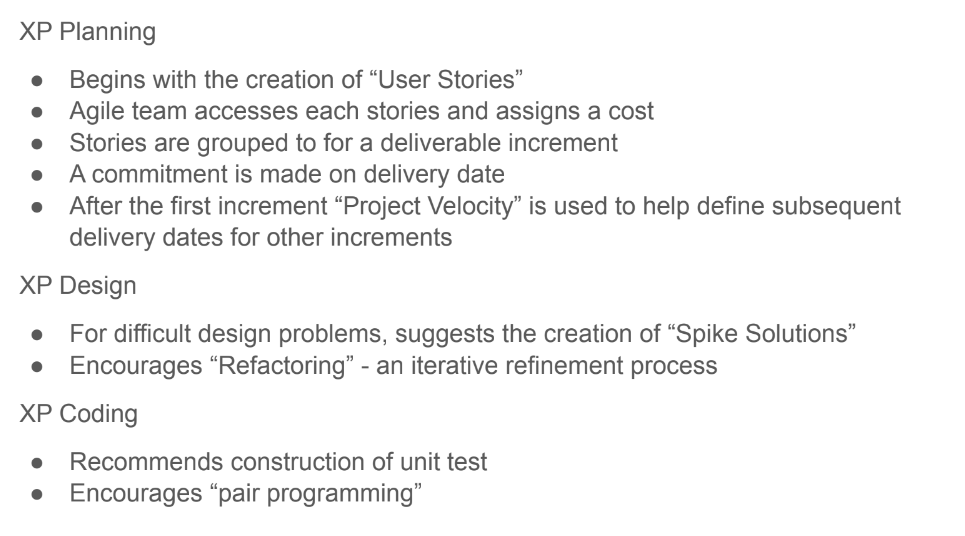 XP Planning
● Begins with the creation of “User Stories”
● Agile team accesses each stories and assigns a cost
● Stories are grouped to for a deliverable increment
● A commitment is made on delivery date
● After the first increment “Project Velocity” is used to help define subsequent
delivery dates for other increments
XP Design
● For difficult design problems, suggests the creation of “Spike Solutions”
● Encourages “Refactoring” - an iterative refinement process
XP Coding
● Recommends construction of unit test
● Encourages “pair programming”